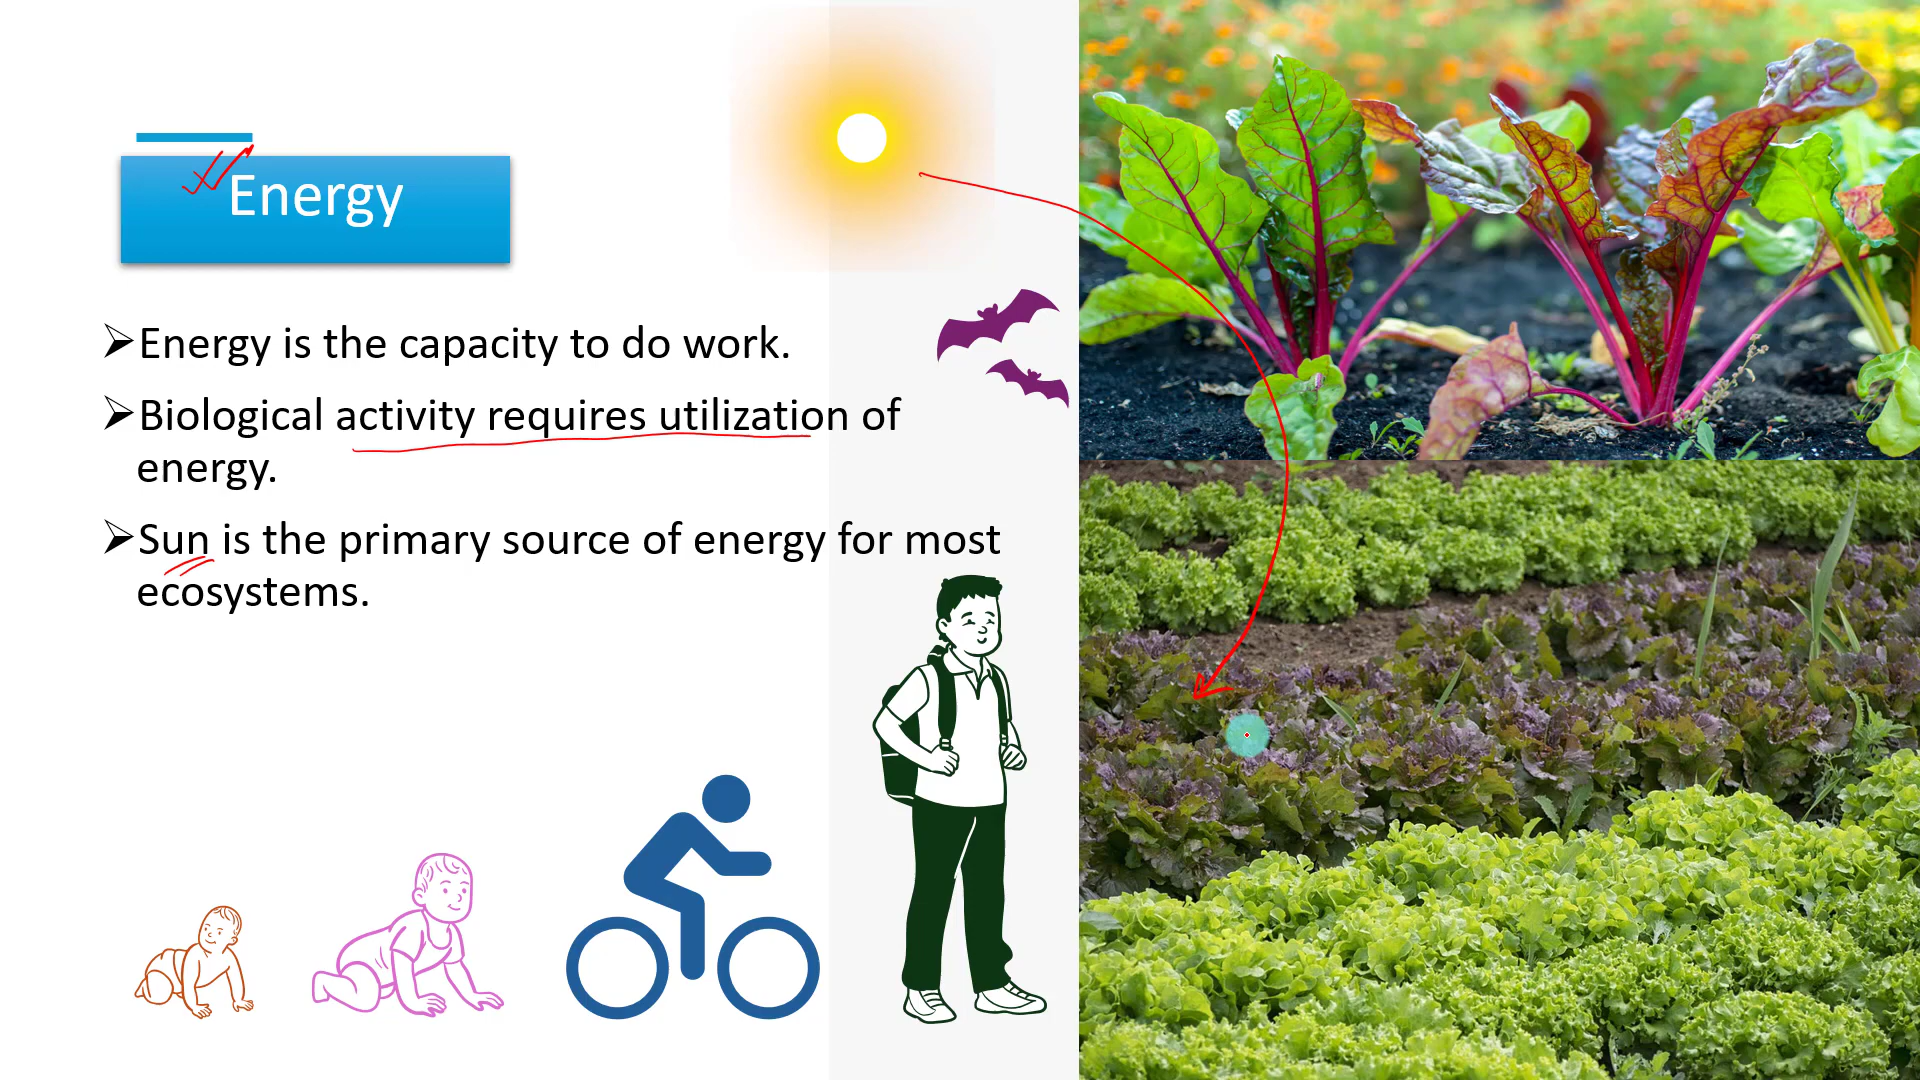 Energy
➢Energy is the capacity to do work.
➢Biological activity requires utilization of
energy.
➢Sun is the primary source of energy for most
ecosystems.